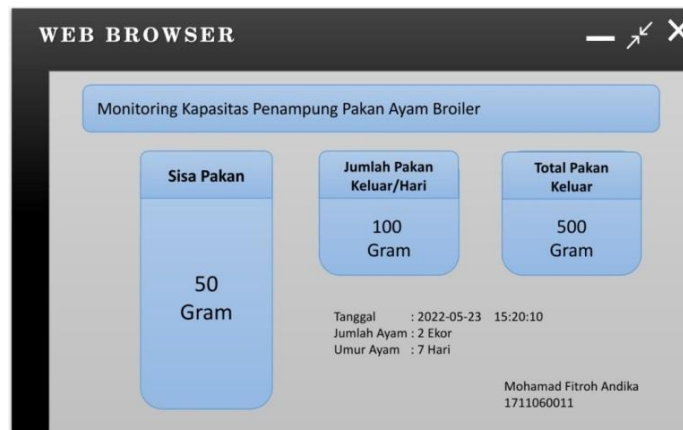 WEB BROWSER
Monitoring Kapasitas Penampung Pakan Ayam Broiler
Sisa Pakan
50
Gram
Jumlah Pakan
Keluar/Hari
100
Gram
Total Pakan
Keluar
500
Gram
Tanggal : 2022-05-23 15:20:10
Jumlah Ayam : 2 Ekor
Umur Ayam : 7 Hari
Mohamad Fitroh Andika
1711060011